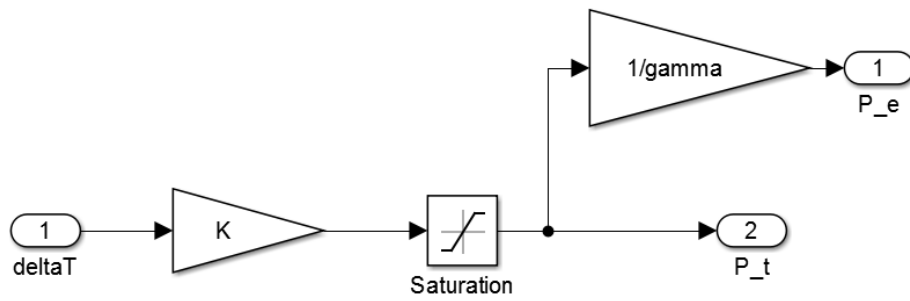 1/gamma
1
P_e
1
deltaT
K
Saturation
2
P_t